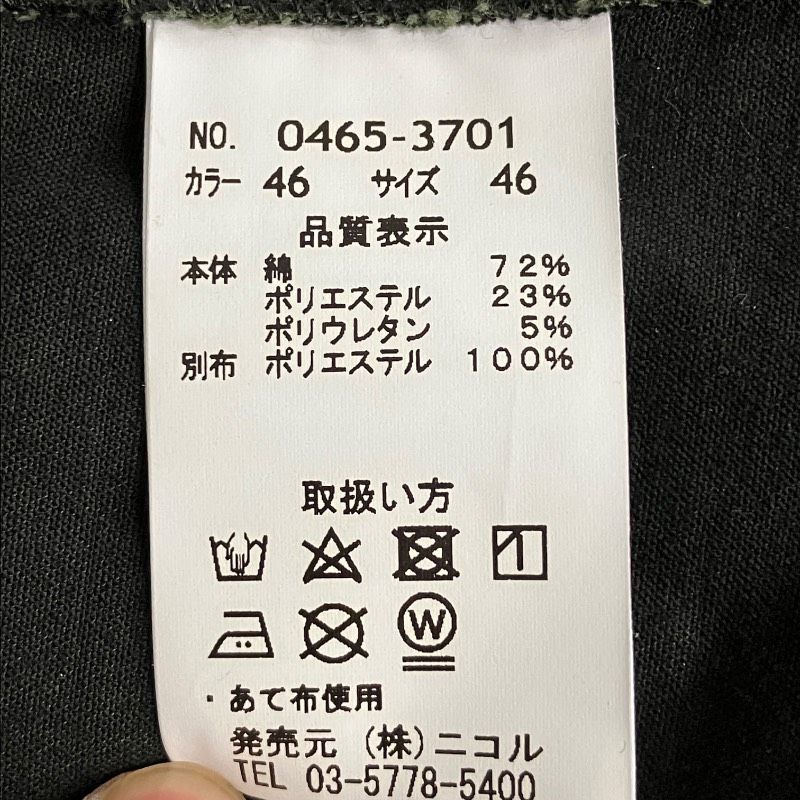 NO. 0465-3701
カラー 46 サイズ 46
品質表示
本体 綿 72%
ポリエステル 23%
ポリウレタン 5%
別布 ポリエステル 100%
取扱い方
W
・あて布使用
発売元 (株)ニコル
TEL 03-5778-5400